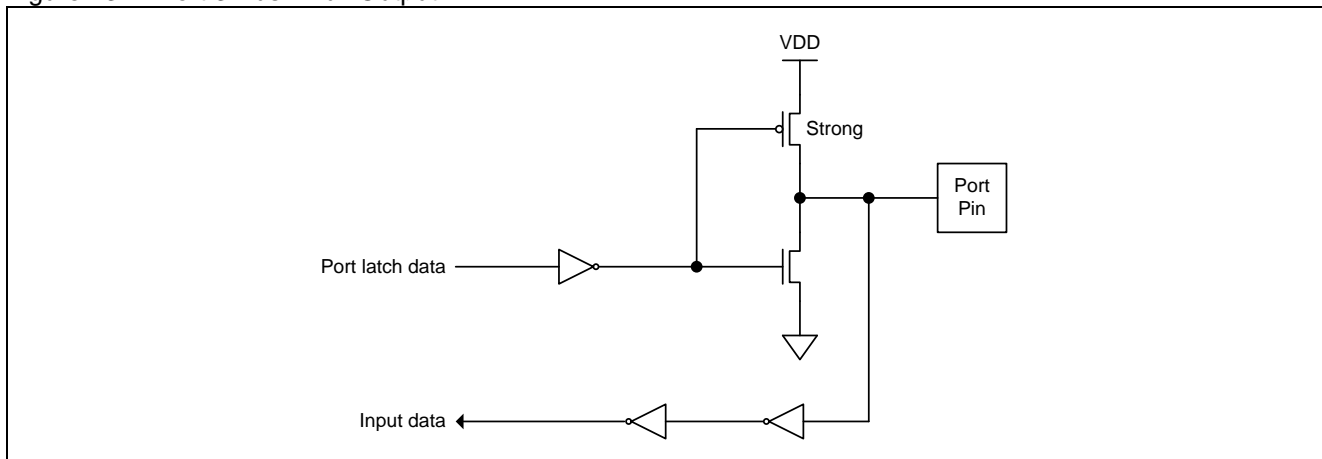 VDD
Strong
Port
Pin
Port latch data
Input data